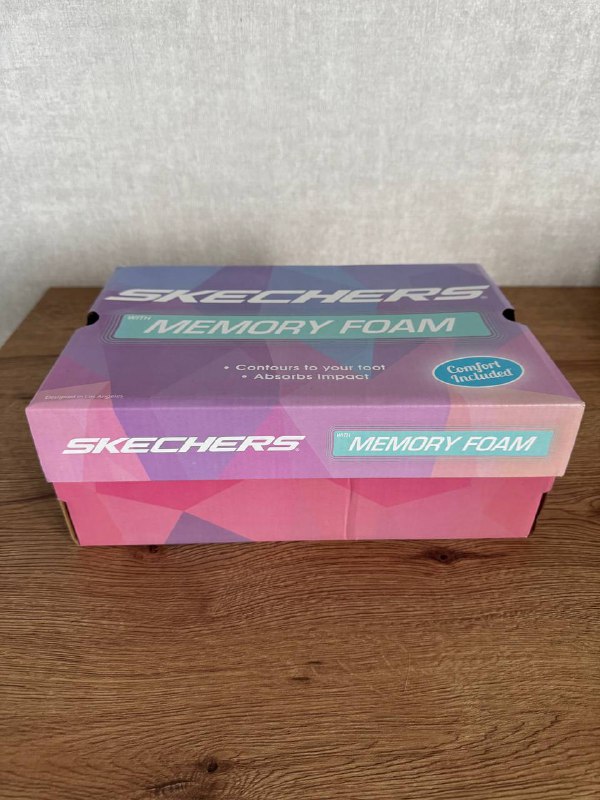 SKECHERS
WITH MEMORY FOAM
• Contours to your foot
• Absorbs Impact
Comfort
Included
Designed in Los Angeles
SKECHERS
WITH MEMORY FOAM